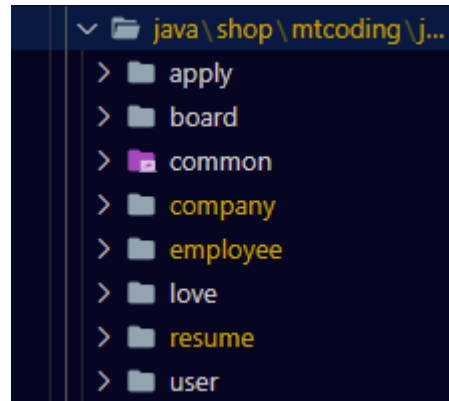 java\shop\mtcoding\j...
apply
board
common
company
employee
love
resume
user